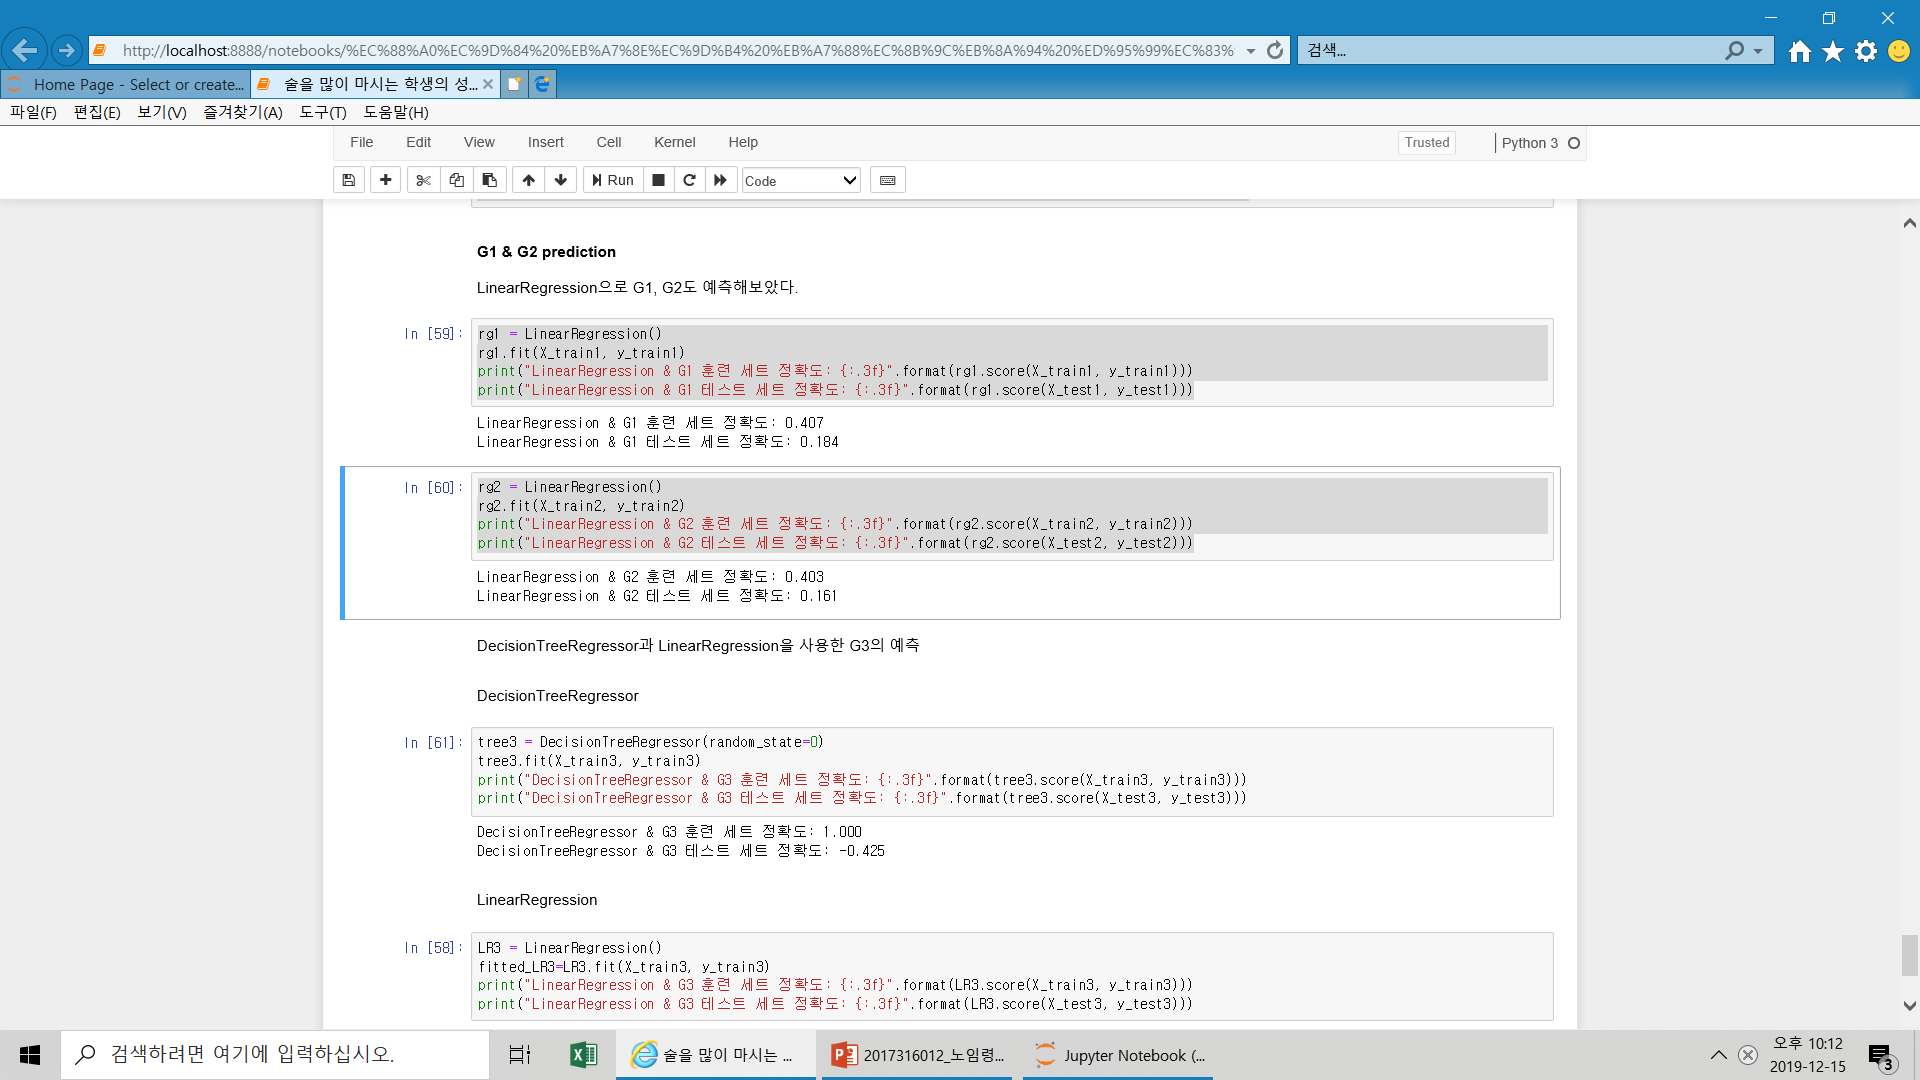 http://localhost:8888/notebooks/%EC%88%A0%EC%9D%84%20%EB%A7%8E%EC%9D%B4%20%EB%A7%88%EC%8B%9C%EB%8A%94%20%ED%95%99%EC%83%
검색...
Home Page - Select or create...
술을 많이 마시는 학생의 성...
파일(F) 편집(E) 보기(V) 즐겨찾기(A) 도구(T) 도움말(H)
File Edit View Insert Cell Kernel Help Trusted Python 3
Run Code
G1 & G2 prediction
LinearRegression으로 G1, G2도 예측해보았다.
In [59]:
rg1 = LinearRegression()
rg1.fit(X_train1, y_train1)
print("LinearRegression & G1 훈련 세트 정확도: {:.3f}".format(rg1.score(X_train1, y_train1)))
print("LinearRegression & G1 테스트 세트 정확도: {:.3f}".format(rg1.score(X_test1, y_test1)))
LinearRegression & G1 훈련 세트 정확도: 0.407
LinearRegression & G1 테스트 세트 정확도: 0.184
In [60]:
rg2 = LinearRegression()
rg2.fit(X_train2, y_train2)
print("LinearRegression & G2 훈련 세트 정확도: {:.3f}".format(rg2.score(X_train2, y_train2)))
print("LinearRegression & G2 테스트 세트 정확도: {:.3f}".format(rg2.score(X_test2, y_test2)))
LinearRegression & G2 훈련 세트 정확도: 0.403
LinearRegression & G2 테스트 세트 정확도: 0.161
DecisionTreeRegressor과 LinearRegression을 사용한 G3의 예측
DecisionTreeRegressor
In [61]:
tree3 = DecisionTreeRegressor(random_state=0)
tree3.fit(X_train3, y_train3)
print("DecisionTreeRegressor & G3 훈련 세트 정확도: {:.3f}".format(tree3.score(X_train3, y_train3)))
print("DecisionTreeRegressor & G3 테스트 세트 정확도: {:.3f}".format(tree3.score(X_test3, y_test3)))
DecisionTreeRegressor & G3 훈련 세트 정확도: 1.000
DecisionTreeRegressor & G3 테스트 세트 정확도: -0.425
LinearRegression
In [58]:
LR3 = LinearRegression()
fitted_LR3=LR3.fit(X_train3, y_train3)
print("LinearRegression & G3 훈련 세트 정확도: {:.3f}".format(LR3.score(X_train3, y_train3)))
print("LinearRegression & G3 테스트 세트 정확도: {:.3f}".format(LR3.score(X_test3, y_test3)))
검색하려면 여기에 입력하십시오.
술을 많이 마시는 ...
2017316012_노임령...
Jupyter Notebook (...
오후 10:12
2019-12-15
3